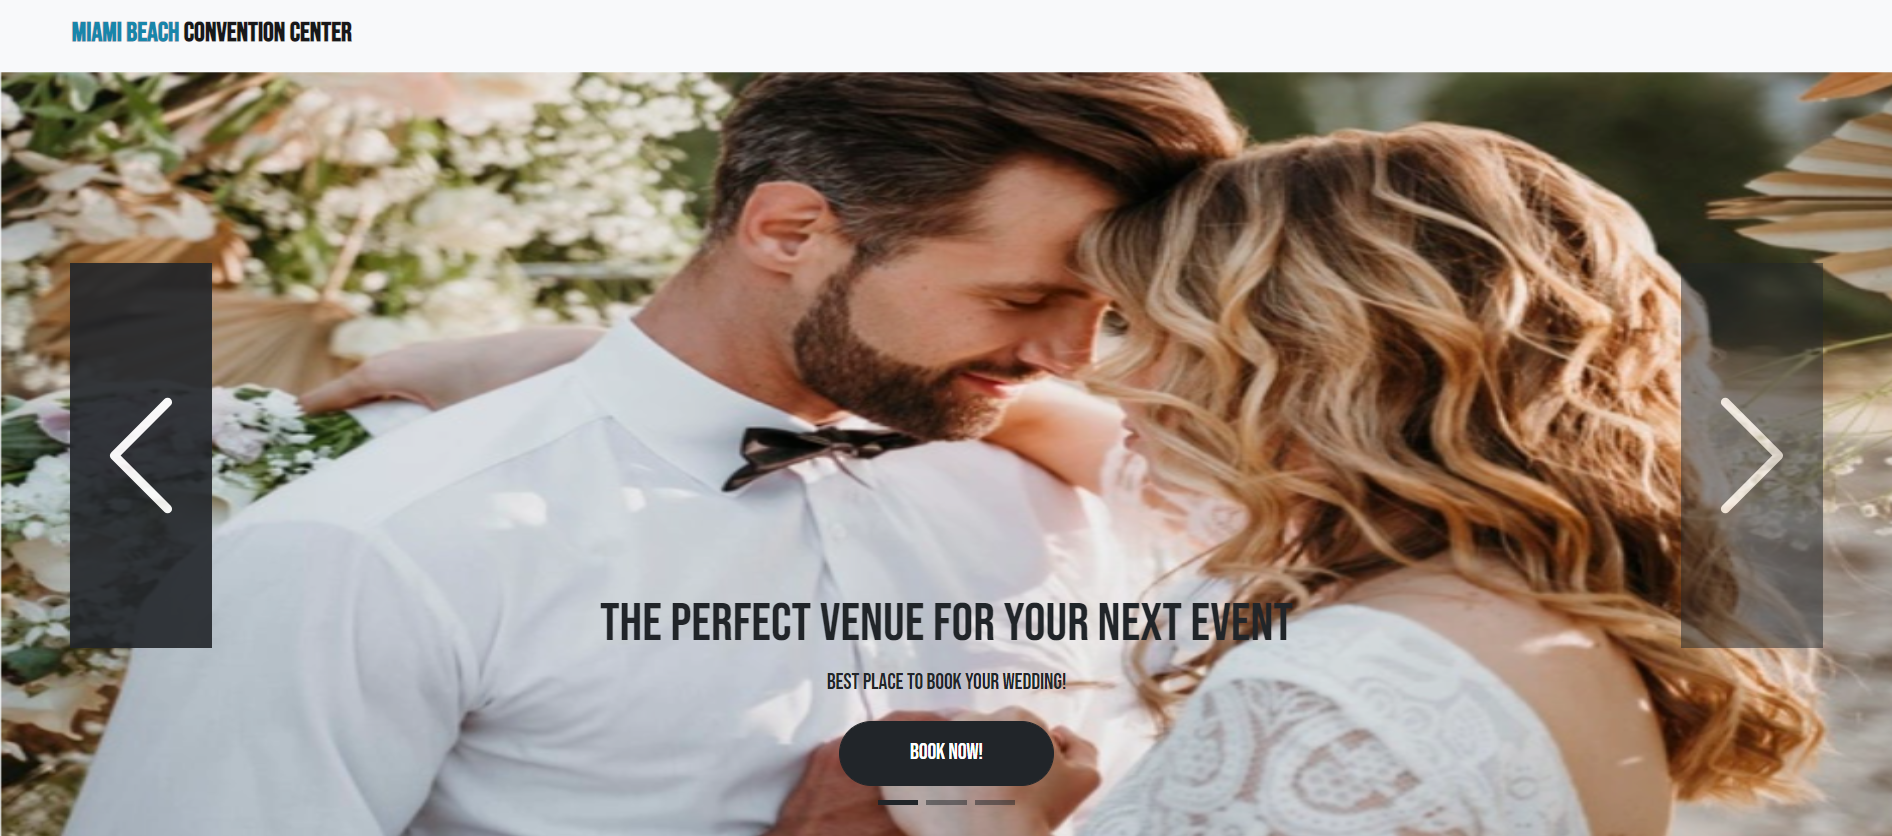 MIAMI BEACH CONVENTION CENTER
THE PERFECT VENUE FOR YOUR NEXT EVENT
BEST PLACE TO BOOK YOUR WEDDING!
BOOK NOW!